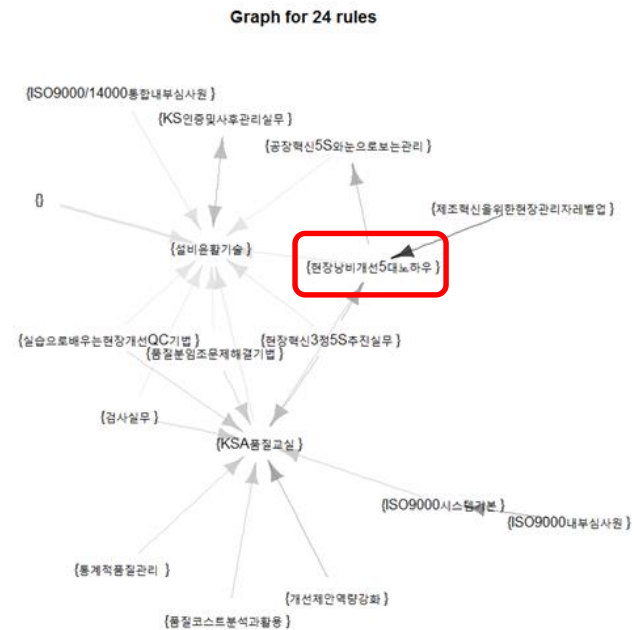 Graph for 24 rules
{ISO9000/14000통합내부심사원 }
{KS인증및사후관리실무 }
{공장혁신5S와눈으로보는관리 }
{}
{제조혁신을위한현장관리자레벨업 }
{설비윤활기술 }
{현장낭비개선5대노하우 }
{실습으로배우는현장개선QC기법 }
{현장혁신3정5S추진실무 }
{품질분임조문제해결기법 }
{검사실무 }
{KSA품질교실 }
{ISO9000시스템기본 }
{ISO9000내부심사원 }
{통계적품질관리 }
{개선제안역량강화 }
{품질코스트분석과활용 }